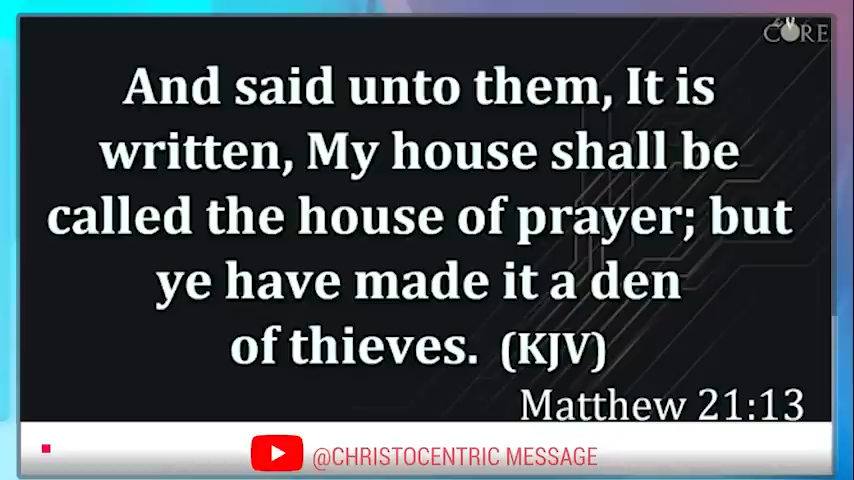 CORE
And said unto them, It is
written, My house shall be
called the house of prayer; but
ye have made it a den
of thieves. (KJV)
Matthew 21:13
@CHRISTOCENTRIC MESSAGE